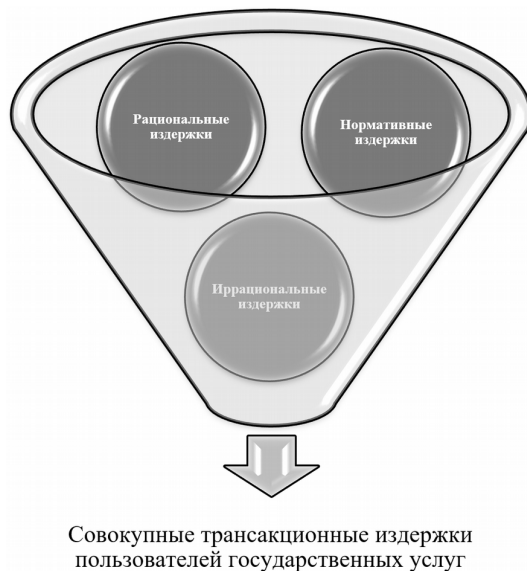 Рациональные
издержки
Нормативные
издержки
Иррациональные
издержки
Совокупные трансакционные издержки
пользователей государственных услуг